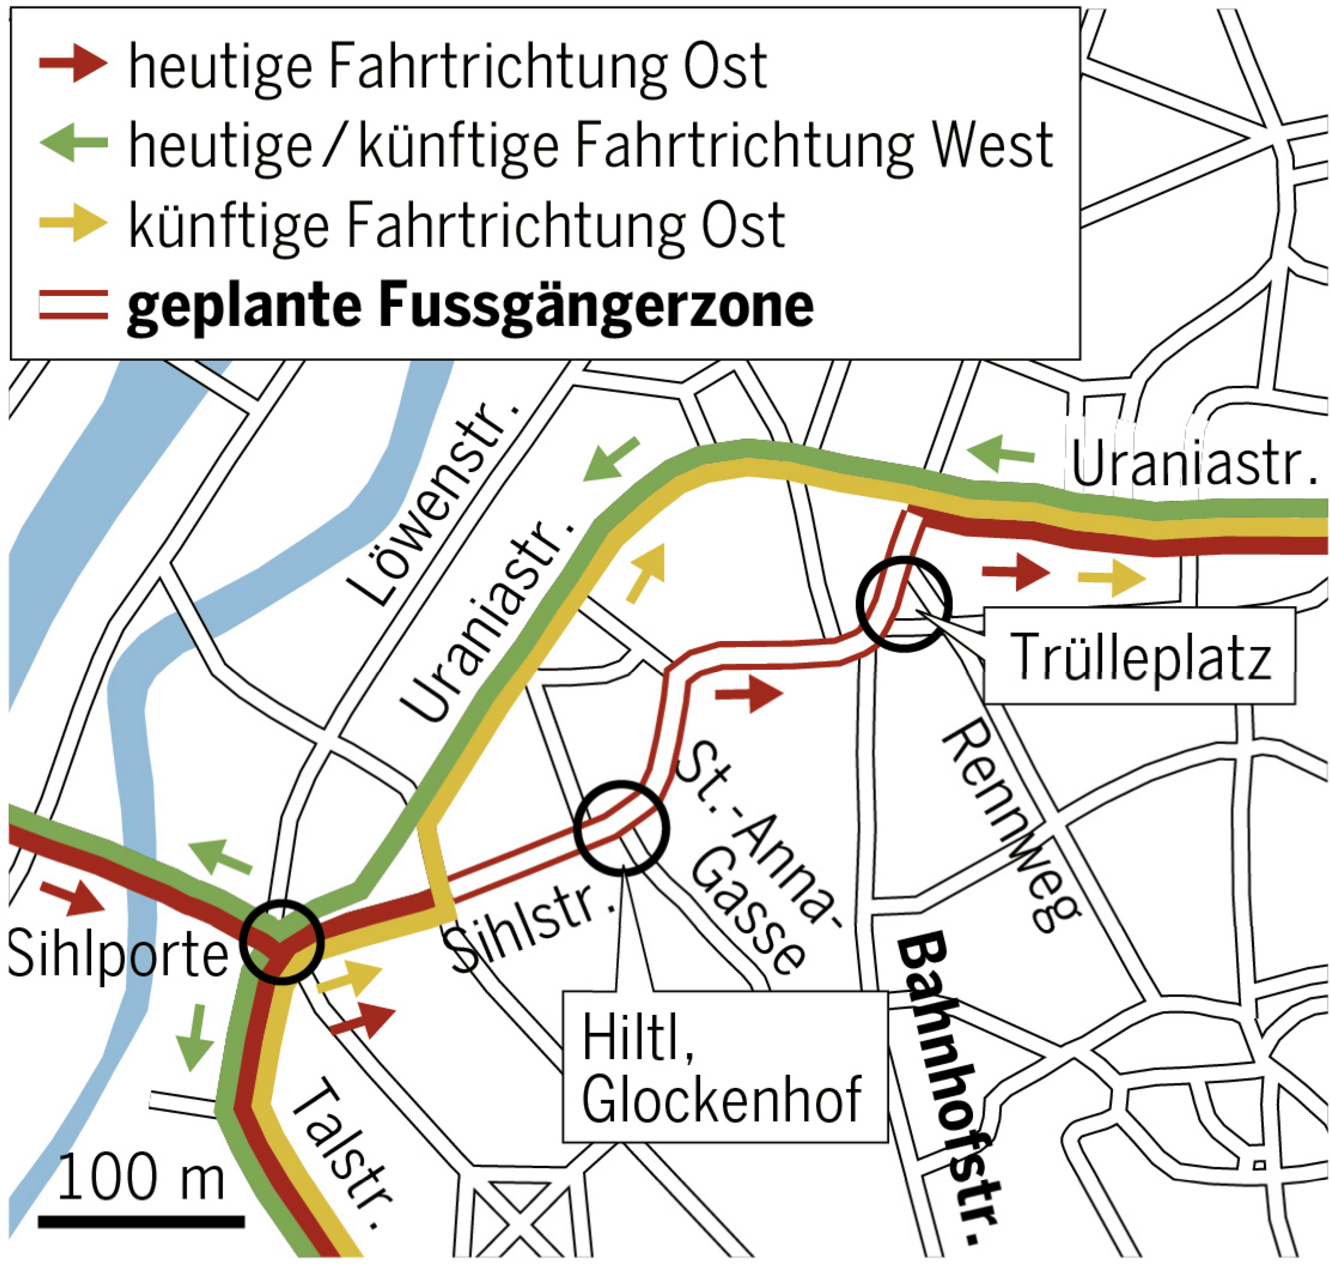 heutige Fahrtrichtung Ost
heutige / künftige Fahrtrichtung West
künftige Fahrtrichtung Ost
geplante Fussgängerzone
Löwenstr.
Uraniastr.
Uraniastr.
Trülleplatz
Rennweg
St.-Anna-
Gasse
Sihlstr.
Sihlporte
Hiltl,
Glockenhof
Bahnhofstr.
Talstr.
100 m